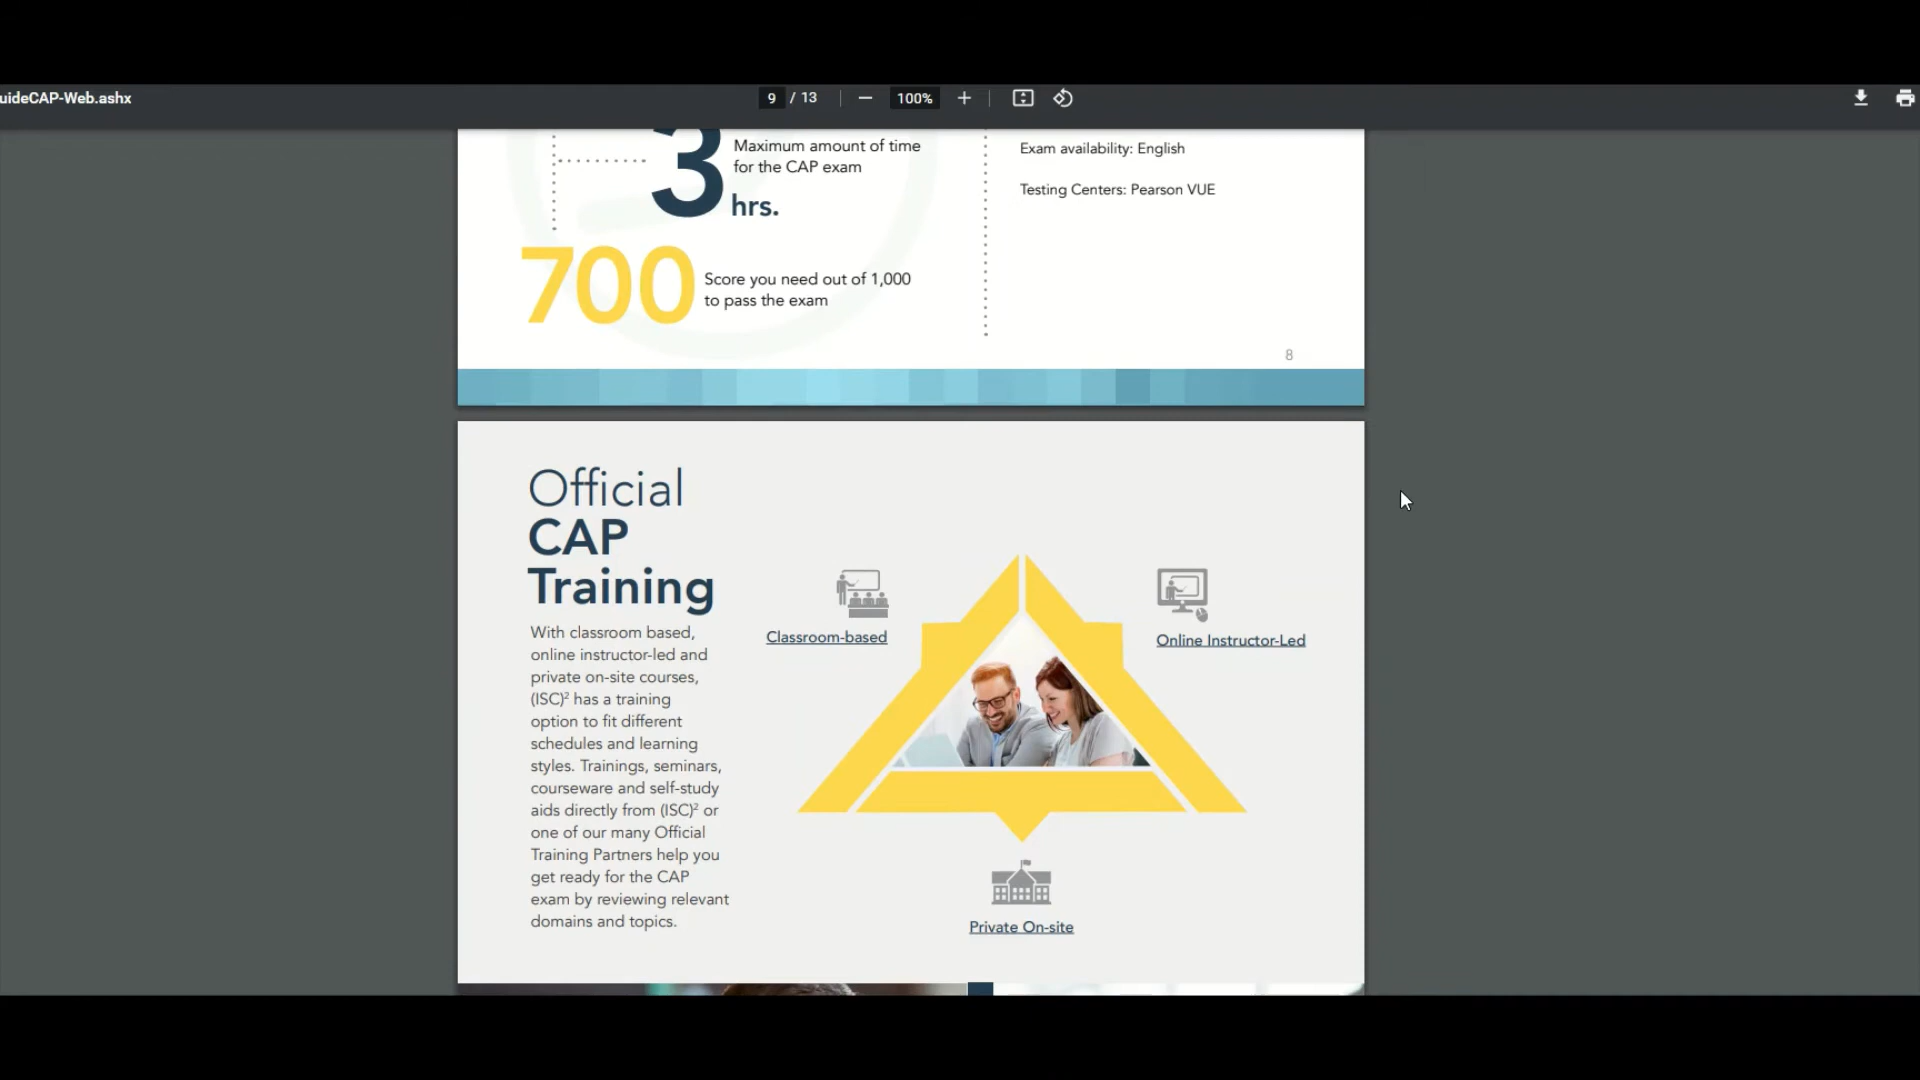 uideCAP-Web.ashx
9 / 13
100%
3
hrs.
Maximum amount of time
for the CAP exam
700
Score you need out of 1,000
to pass the exam
Exam availability: English
Testing Centers: Pearson VUE
8
Official
CAP
Training
With classroom based,
online instructor-led and
private on-site courses,
(ISC)² has a training
option to fit different
schedules and learning
styles. Trainings, seminars,
courseware and self-study
aids directly from (ISC)² or
one of our many Official
Training Partners help you
get ready for the CAP
exam by reviewing relevant
domains and topics.
Classroom-based
Online Instructor-Led
Private On-site